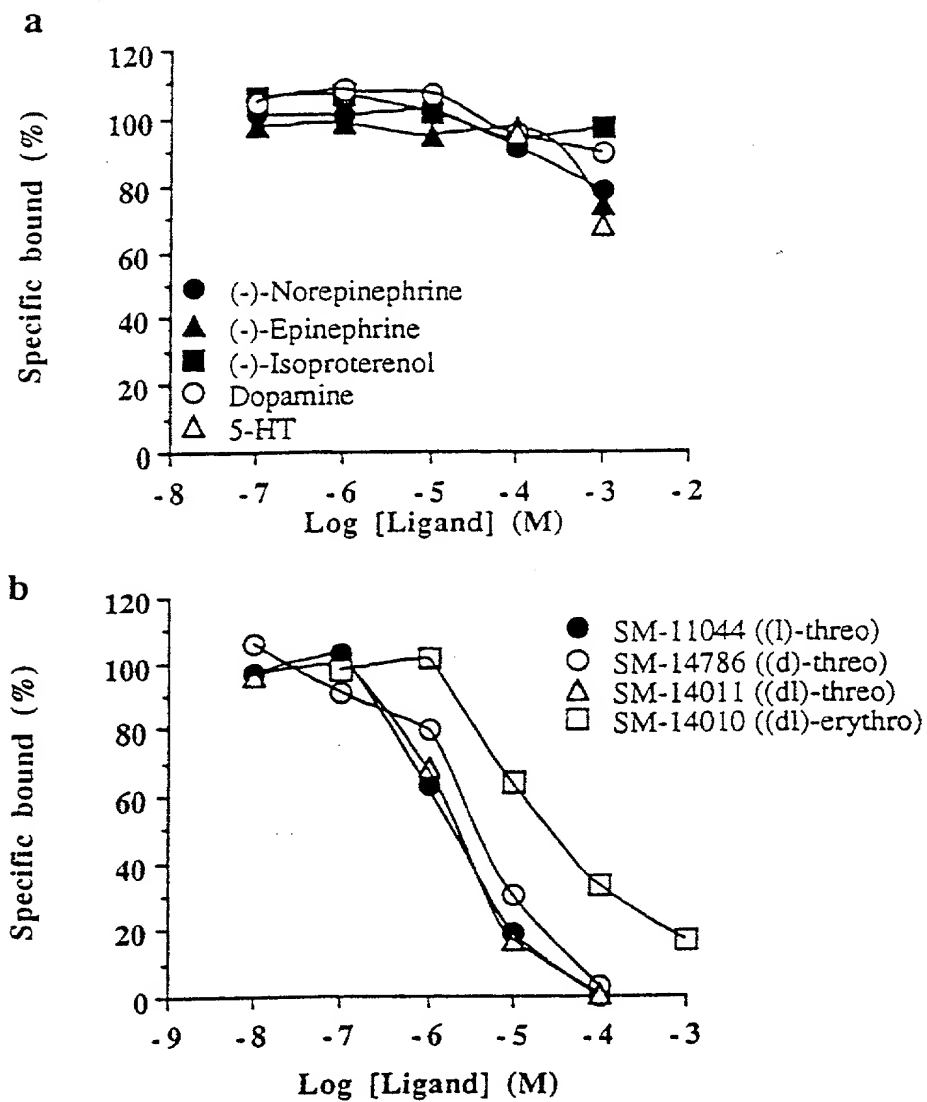 a
120
100
80
60
40
20
0
Specific bound (%)
(-)-Norepinephrine
(-)-Epinephrine
(-)-Isoproterenol
Dopamine
5-HT
-8 -7 -6 -5 -4 -3 -2
Log [Ligand] (M)
b
120
100
80
60
40
20
0
Specific bound (%)
SM-11044 ((l)-threo)
SM-14786 ((d)-threo)
SM-14011 ((dl)-threo)
SM-14010 ((dl)-erythro)
-9 -8 -7 -6 -5 -4 -3
Log [Ligand] (M)